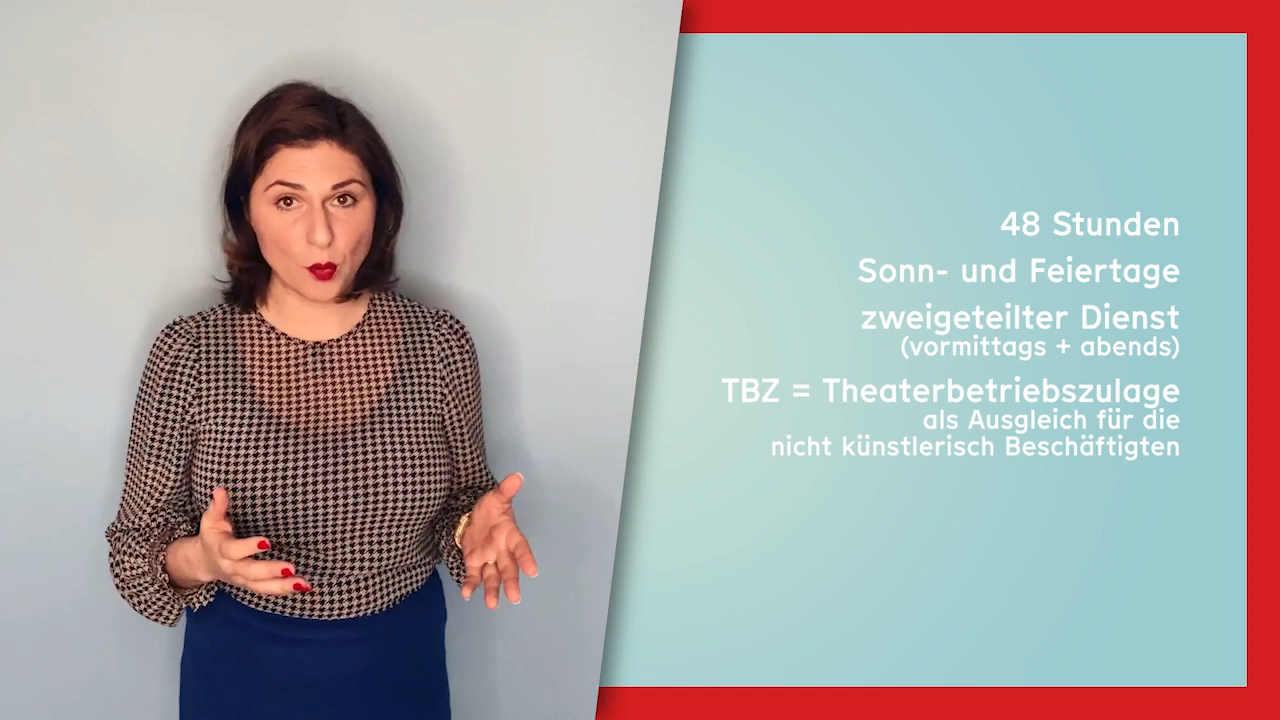 48 Stunden
Sonn- und Feiertage
zweigeteilter Dienst
(vormittags + abends)
TBZ = Theaterbetriebszulage
als Ausgleich für die
nicht künstlerisch Beschäftigten